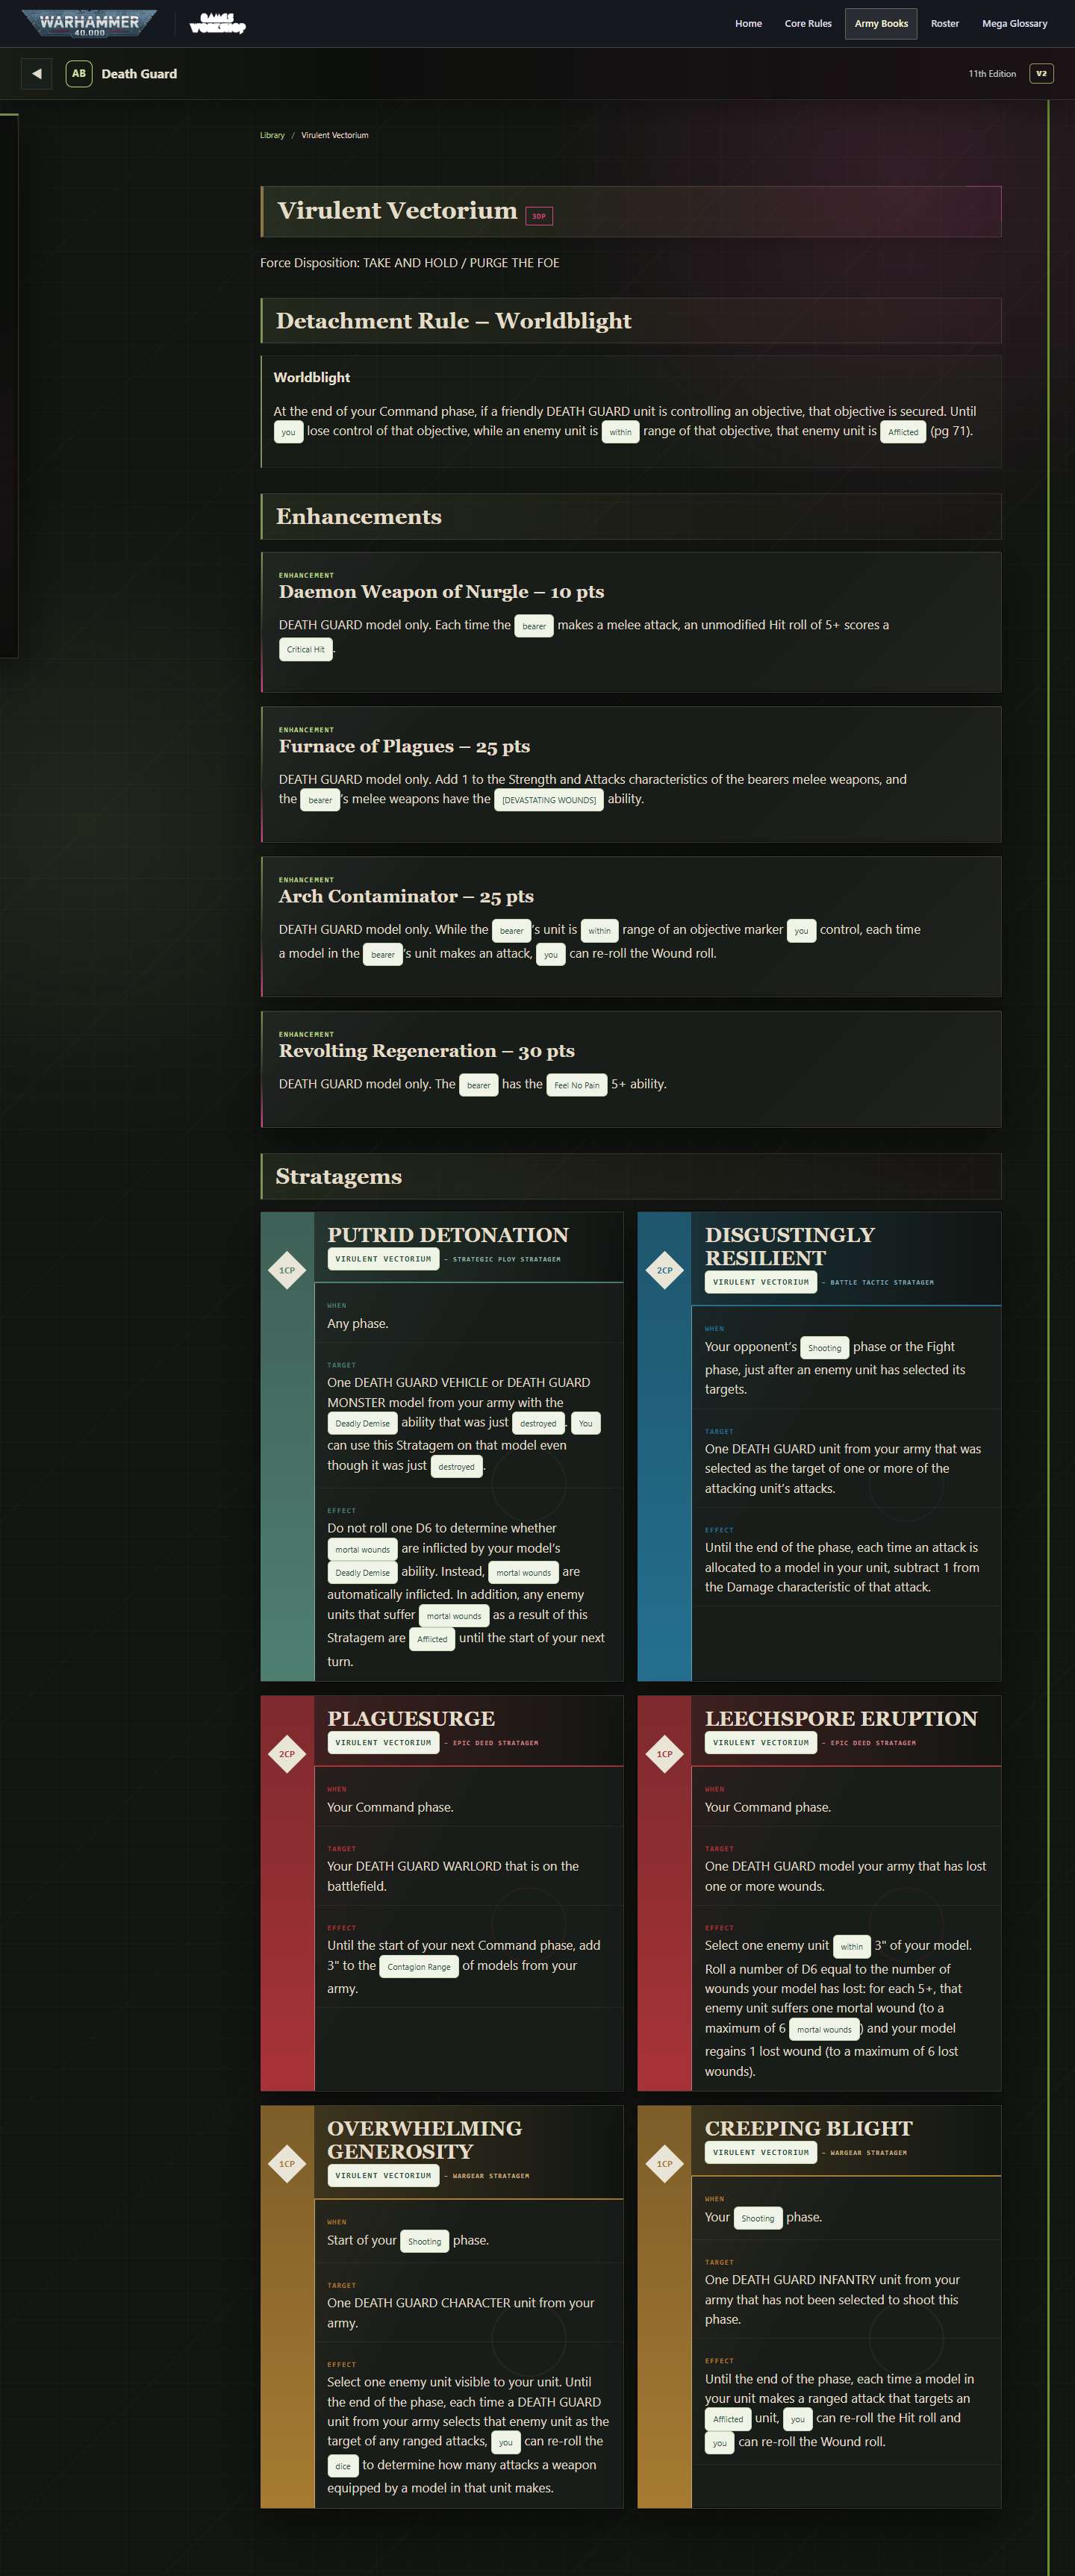 WARHAMMER
40,000
GAMES
WORKSHOP
Home
Core Rules
Army Books
Roster
Mega Glossary
◀
AB
Death Guard
11th Edition
V2
Library / Virulent Vectorium
Virulent Vectorium 3DP
Force Disposition: TAKE AND HOLD / PURGE THE FOE
Detachment Rule – Worldblight
Worldblight
At the end of your Command phase, if a friendly DEATH GUARD unit is controlling an objective, that objective is secured. Until
you lose control of that objective, while an enemy unit is within range of that objective, that enemy unit is Afflicted (pg 71).
Enhancements
ENHANCEMENT
Daemon Weapon of Nurgle – 10 pts
DEATH GUARD model only. Each time the bearer makes a melee attack, an unmodified Hit roll of 5+ scores a
Critical Hit.
ENHANCEMENT
Furnace of Plagues – 25 pts
DEATH GUARD model only. Add 1 to the Strength and Attacks characteristics of the bearers melee weapons, and
the bearer's melee weapons have the [DEVASTATING WOUNDS] ability.
ENHANCEMENT
Arch Contaminator – 25 pts
DEATH GUARD model only. While the bearer's unit is within range of an objective marker you control, each time
a model in the bearer's unit makes an attack, you can re-roll the Wound roll.
ENHANCEMENT
Revolting Regeneration – 30 pts
DEATH GUARD model only. The bearer has the Feel No Pain 5+ ability.
Stratagems
1CP
PUTRID DETONATION
VIRULENT VECTORIUM – STRATEGIC PLOY STRATAGEM
WHEN
Any phase.
TARGET
One DEATH GUARD VEHICLE or DEATH GUARD
MONSTER model from your army with the
Deadly Demise ability that was just destroyed. You
can use this Stratagem on that model even
though it was just destroyed.
EFFECT
Do not roll one D6 to determine whether
mortal wounds are inflicted by your model's
Deadly Demise ability. Instead, mortal wounds are
automatically inflicted. In addition, any enemy
units that suffer mortal wounds as a result of this
Stratagem are Afflicted until the start of your next
turn.
2CP
DISGUSTINGLY
RESILIENT
VIRULENT VECTORIUM – BATTLE TACTIC STRATAGEM
WHEN
Your opponent's Shooting phase or the Fight
phase, just after an enemy unit has selected its
targets.
TARGET
One DEATH GUARD unit from your army that was
selected as the target of one or more of the
attacking unit's attacks.
EFFECT
Until the end of the phase, each time an attack is
allocated to a model in your unit, subtract 1 from
the Damage characteristic of that attack.
2CP
PLAGUESURGE
VIRULENT VECTORIUM – EPIC DEED STRATAGEM
WHEN
Your Command phase.
TARGET
Your DEATH GUARD WARLORD that is on the
battlefield.
EFFECT
Until the start of your next Command phase, add
3" to the Contagion Range of models from your
army.
1CP
LEECHSPORE ERUPTION
VIRULENT VECTORIUM – EPIC DEED STRATAGEM
WHEN
Your Command phase.
TARGET
One DEATH GUARD model your army that has lost
one or more wounds.
EFFECT
Select one enemy unit within 3" of your model.
Roll a number of D6 equal to the number of
wounds your model has lost: for each 5+, that
enemy unit suffers one mortal wound (to a
maximum of 6 mortal wounds) and your model
regains 1 lost wound (to a maximum of 6 lost
wounds).
1CP
OVERWHELMING
GENEROSITY
VIRULENT VECTORIUM – WARGEAR STRATAGEM
WHEN
Start of your Shooting phase.
TARGET
One DEATH GUARD CHARACTER unit from your
army.
EFFECT
Select one enemy unit visible to your unit. Until
the end of the phase, each time a DEATH GUARD
unit from your army selects that enemy unit as the
target of any ranged attacks, you can re-roll the
dice to determine how many attacks a weapon
equipped by a model in that unit makes.
1CP
CREEPING BLIGHT
VIRULENT VECTORIUM – WARGEAR STRATAGEM
WHEN
Your Shooting phase.
TARGET
One DEATH GUARD INFANTRY unit from your
army that has not been selected to shoot this
phase.
EFFECT
Until the end of the phase, each time a model in
your unit makes a ranged attack that targets an
Afflicted unit, you can re-roll the Hit roll and
you can re-roll the Wound roll.